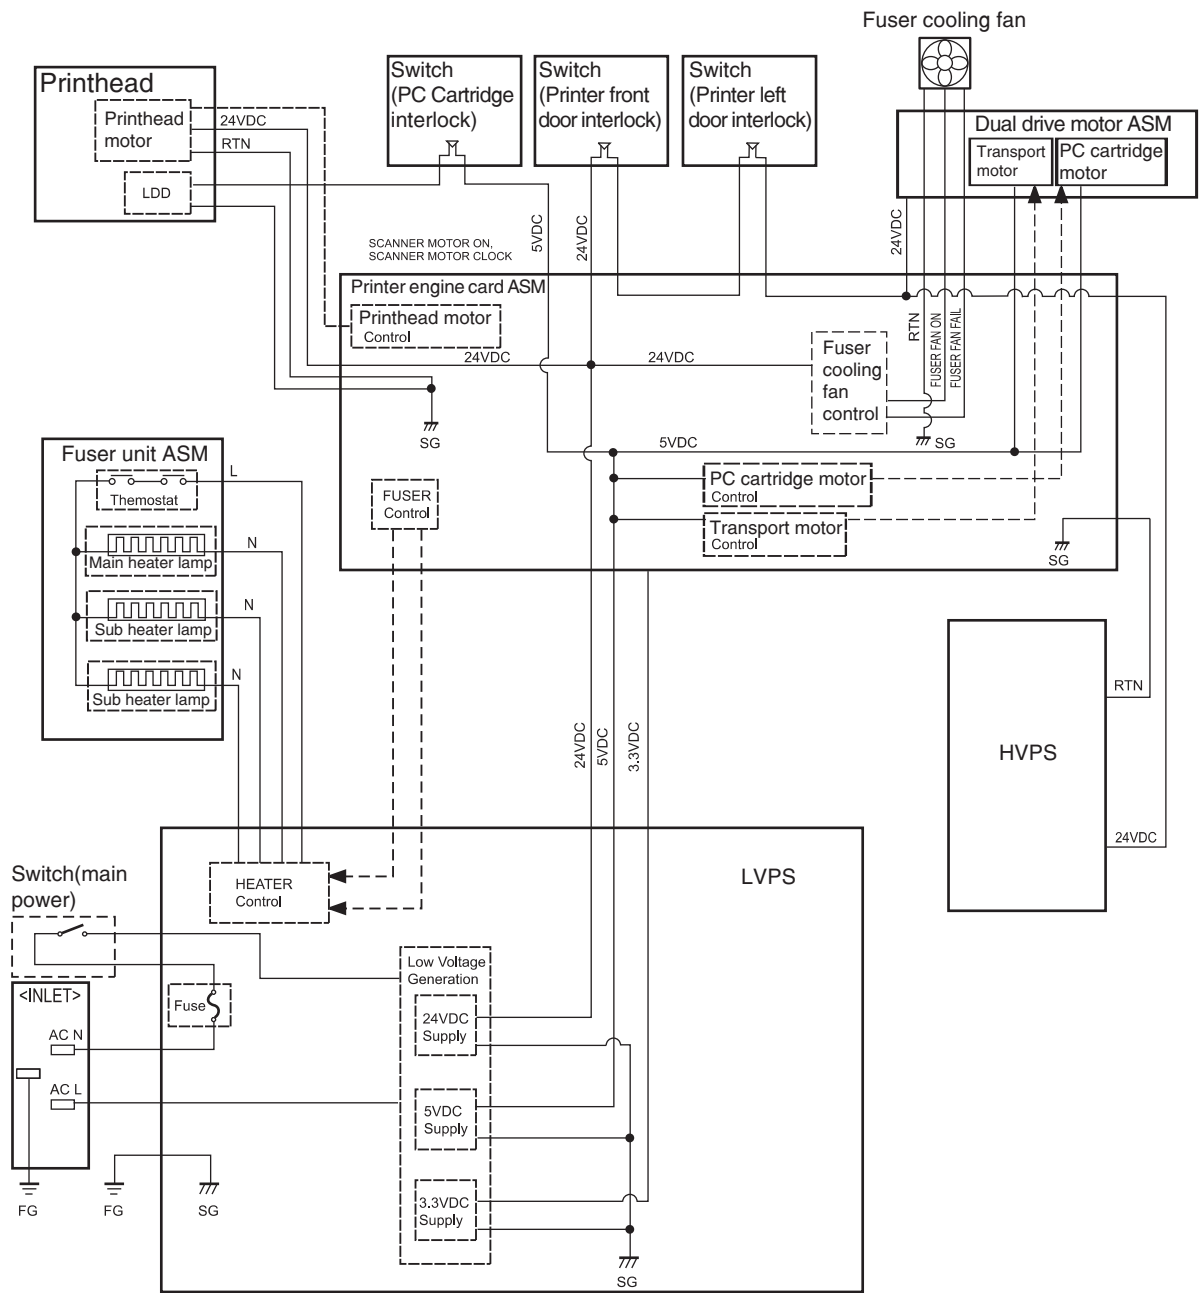 Fuser cooling fan
Printhead
Printhead
motor
24VDC
RTN
LDD
Switch
(PC Cartridge
interlock)
Switch
(Printer front
door interlock)
Switch
(Printer left
door interlock)
Dual drive motor ASM
Transport
motor
PC cartridge
motor
SCANNER MOTOR ON,
SCANNER MOTOR CLOCK
5VDC
24VDC
24VDC
Printer engine card ASM
Printhead motor
Control
24VDC
24VDC
Fuser
cooling
fan
control
RTN
FUSER FAN ON
FUSER FAN FAIL
SG
SG
5VDC
Fuser unit ASM
L
Themostat
N
Main heater lamp
N
Sub heater lamp
N
Sub heater lamp
FUSER
Control
PC cartridge motor
Control
Transport motor
Control
SG
24VDC
5VDC
3.3VDC
RTN
HVPS
24VDC
LVPS
HEATER
Control
Switch(main
power)
<INLET>
AC N
AC L
Fuse
Low Voltage
Generation
24VDC
Supply
5VDC
Supply
3.3VDC
Supply
FG
FG
SG
SG